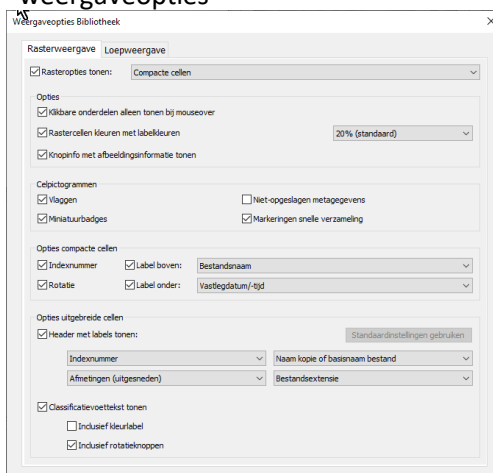 weergaveopties
Weergaveopties Bibliotheek
Rasterweergave Loepweergave
Rasteropties tonen: Compacte cellen
Opties
Klikbare onderdelen alleen tonen bij mouseover
Rastercellen kleuren met labelkleuren 20% (standaard)
Knopinfo met afbeeldingsinformatie tonen
Celpictogrammen
Vlaggen Niet-opgeslagen metagegevens
Miniatuurbadges Markeringen snelle verzameling
Opties compacte cellen
Indexnummer Label boven: Bestandsnaam
Rotatie Label onder: Vastlegdatum/-tijd
Opties uitgebreide cellen
Header met labels tonen: Standaardinstellingen gebruiken
Indexnummer Naam kopie of basisnaam bestand
Afmetingen (uitgesneden) Bestandsextensie
Classificatievoettekst tonen
Inclusief kleurlabel
Inclusief rotatieknoppen